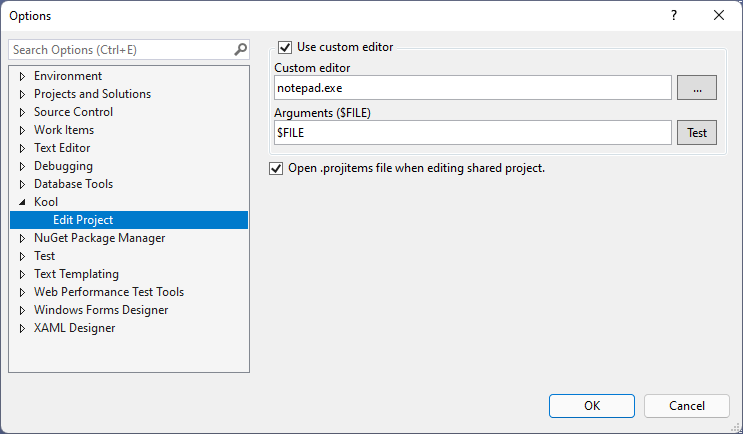 Options
?
Search Options (Ctrl+E)
Environment
Projects and Solutions
Source Control
Work Items
Text Editor
Debugging
Database Tools
Kool
Edit Project
NuGet Package Manager
Test
Text Templating
Web Performance Test Tools
Windows Forms Designer
XAML Designer
Use custom editor
Custom editor
notepad.exe
...
Arguments ($FILE)
$FILE
Test
Open .projitems file when editing shared project.
OK
Cancel